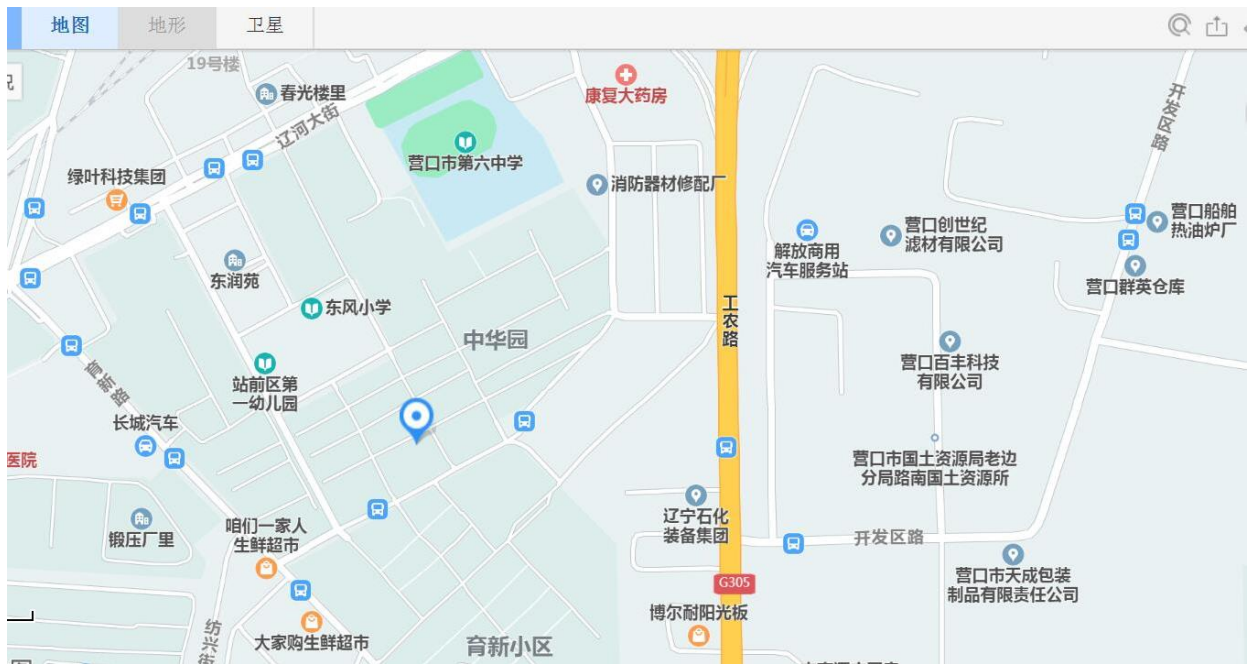 地图
地形
卫星
19号楼
春光楼里
辽河大街
康复大药房
开发区路
营口市第六中学
绿叶科技集团
消防器材修配厂
营口船舶
热油炉厂
营口创世纪
滤材有限公司
解放商用
汽车服务站
东润苑
营口群英仓库
东风小学
工农路
中华园
营口百丰科技
有限公司
站前区第
一幼儿园
育新路
长城汽车
医院
营口市国土资源局老边
分局路南国土资源所
锻压厂里
咱们一家人
生鲜超市
辽宁石化
装备集团
开发区路
G305
营口市天成包装
制品有限责任公司
博尔耐阳光板
纺兴街
大家购生鲜超市
育新小区